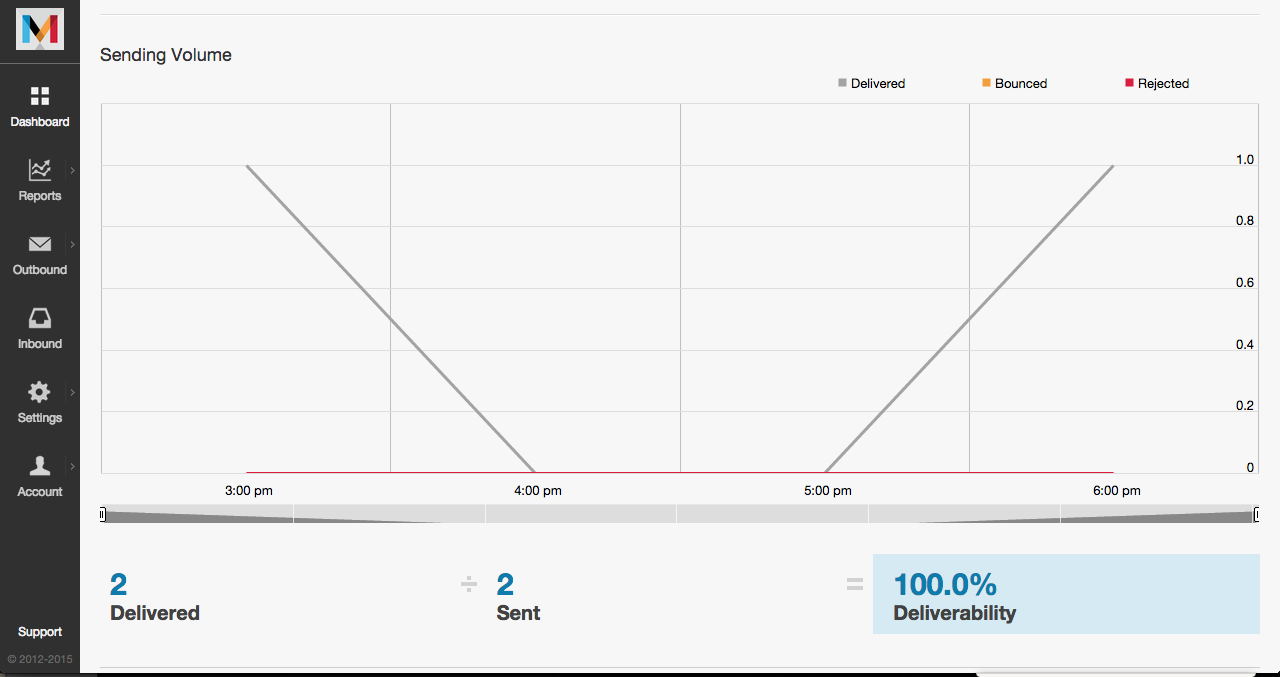 Sending Volume
Delivered Bounced Rejected
Dashboard
Reports
Outbound
Inbound
Settings
Account
Support
© 2012-2015
1.0
0.8
0.6
0.4
0.2
0
3:00 pm 4:00 pm 5:00 pm 6:00 pm
2 ÷ 2 = 100.0%
Delivered Sent Deliverability